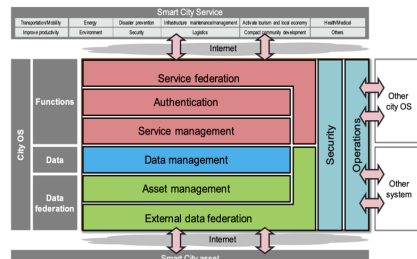 Smart City Service
Transportation/Mobility
Energy
Disaster prevention
Infrastructure maintenance/management
Activate tourism and local economy
Health/Medical
Improve productivity
Environment
Security
Logistics
Compact community development
Others
Internet
City OS
Functions
Service federation
Authentication
Service management
Data
Data management
Data
federation
Asset management
External data federation
Security
Operations
Other
city OS
Other
system
Internet
Smart City asset